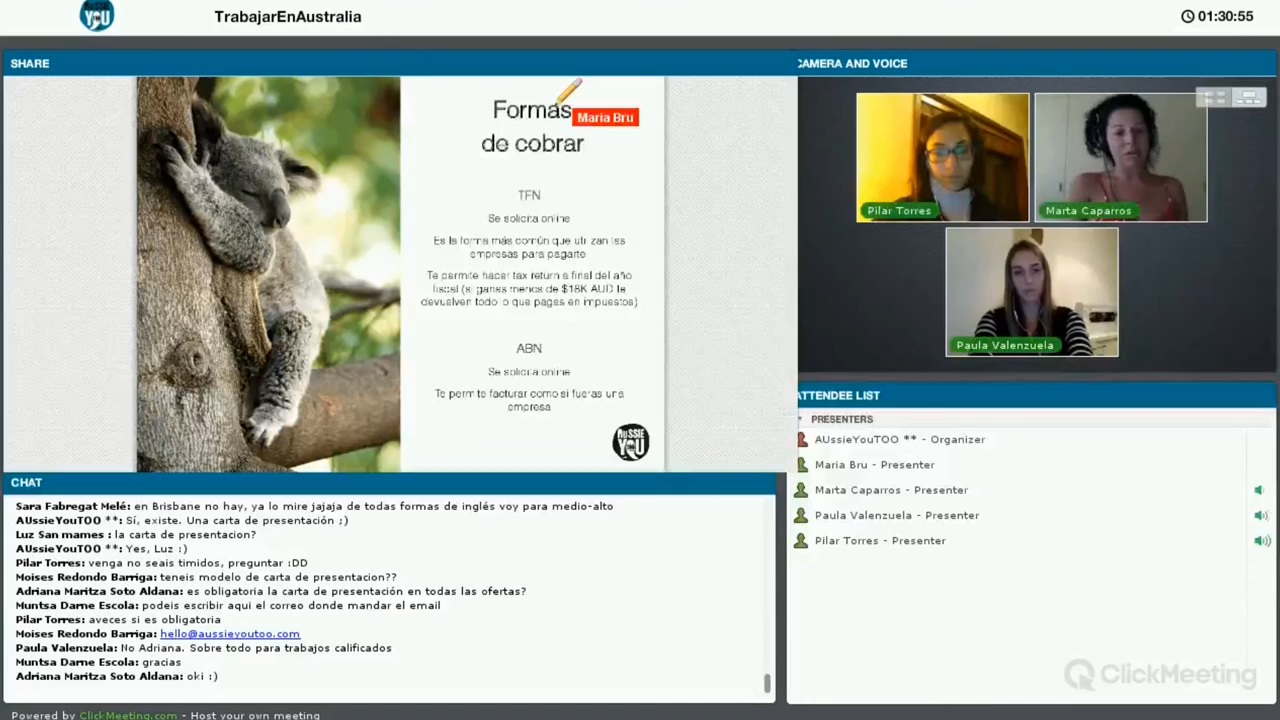 AUSSIE YOU
TrabajarEnAustralia
01:30:55
SHARE
CAMERA AND VOICE
Formas
Maria Bru
de cobrar
TFN
Se solicita online
Es la forma más común que utilizan las
empresas para pagarte
Te permite hacer tax return a final del año
fiscal (si ganas menos de $18K AUD te
devuelven todo lo que pagas en impuestos)
ABN
Se solicita online
Te permite facturar como si fueras una
empresa
AUSSIE YOU
Pilar Torres
Marta Caparros
Paula Valenzuela
ATTENDEE LIST
PRESENTERS
AUssieYouTOO ** - Organizer
Maria Bru - Presenter
Marta Caparros - Presenter
Paula Valenzuela - Presenter
Pilar Torres - Presenter
ClickMeeting
CHAT
Sara Fabregat Melé: en Brisbane no hay, ya lo mire jajaja de todas formas de inglés voy para medio-alto
AUssieYouTOO **: Sí, existe. Una carta de presentación ;)
Luz San mames : la carta de presentacion?
AUssieYouTOO **: Yes, Luz :)
Pilar Torres: venga no seais timidos, preguntar :DD
Moises Redondo Barriga: teneis modelo de carta de presentacion??
Adriana Maritza Soto Aldana: es obligatoria la carta de presentación en todas las ofertas?
Muntsa Darne Escola: podeis escribir aqui el correo donde mandar el email
Pilar Torres: aveces si es obligatoria
Moises Redondo Barriga: hello@aussieyoutoo.com
Paula Valenzuela: No Adriana. Sobre todo para trabajos calificados
Muntsa Darne Escola: gracias
Adriana Maritza Soto Aldana: oki :)
Powered by ClickMeeting.com - Host your own meeting